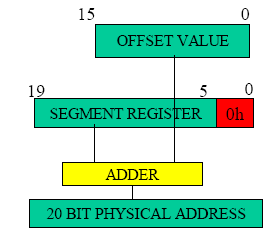 15 0
OFFSET VALUE
19 5 0
SEGMENT REGISTER 0h
ADDER
20 BIT PHYSICAL ADDRESS